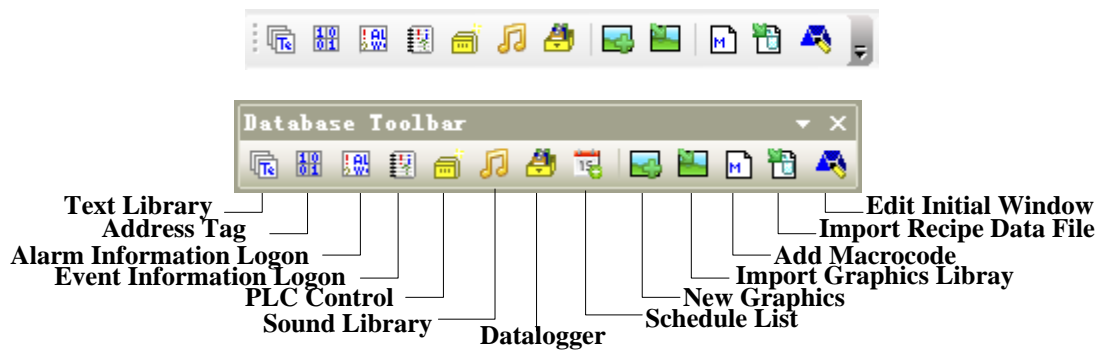 Database Toolbar
Text Library
Edit Initial Window
Address Tag
Import Recipe Data File
Alarm Information Logon
Add Macrocode
Event Information Logon
Import Graphics Libray
PLC Control
New Graphics
Sound Library
Schedule List
Datalogger